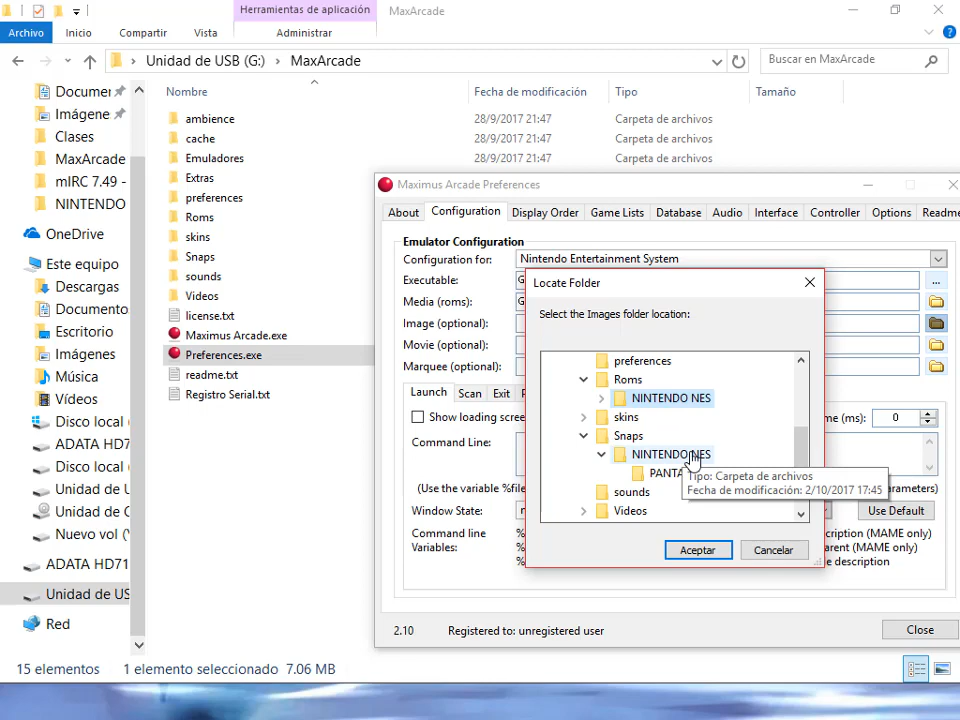 Herramientas de aplicación
MaxArcade
Archivo
Inicio
Compartir
Vista
Administrar
Unidad de USB (G:)
MaxArcade
Buscar en MaxArcade
Documen
Imágene
Clases
MaxArcade
mIRC 7.49 -
NINTENDO
OneDrive
Este equipo
Descargas
Documento
Escritorio
Imágenes
Música
Vídeos
Disco local
ADATA HD7
Disco local
Unidad de U
Unidad de C
Nuevo vol (
ADATA HD71
Unidad de US
Red
Nombre
Fecha de modificación
Tipo
Tamaño
ambience 28/9/2017 21:47 Carpeta de archivos
cache 28/9/2017 21:47 Carpeta de archivos
Emuladores 28/9/2017 21:47 Carpeta de archivos
Extras
preferences
Roms
skins
Snaps
sounds
Videos
license.txt
Maximus Arcade.exe
Preferences.exe
readme.txt
Registro Serial.txt
15 elementos 1 elemento seleccionado 7.06 MB
Maximus Arcade Preferences
About
Configuration
Display Order
Game Lists
Database
Audio
Interface
Controller
Options
Readme
Emulator Configuration
Configuration for: Nintendo Entertainment System
Executable: G
...
Media (roms): G
Image (optional):
Movie (optional):
Marquee (optional):
Launch
Scan
Exit
Show loading scree
me (ms): 0
Command Line:
(Use the variable %file
rameters)
Window State:
Use Default
Command line
Variables:
cription (MAME only)
arent (MAME only)
e description
2.10 Registered to: unregistered user
Close
Locate Folder
Select the Images folder location:
preferences
Roms
NINTENDO NES
skins
Snaps
NINTENDO NES
PANTA
sounds
Videos
Tipo: Carpeta de archivos
Fecha de modificación: 2/10/2017 17:45
Aceptar
Cancelar